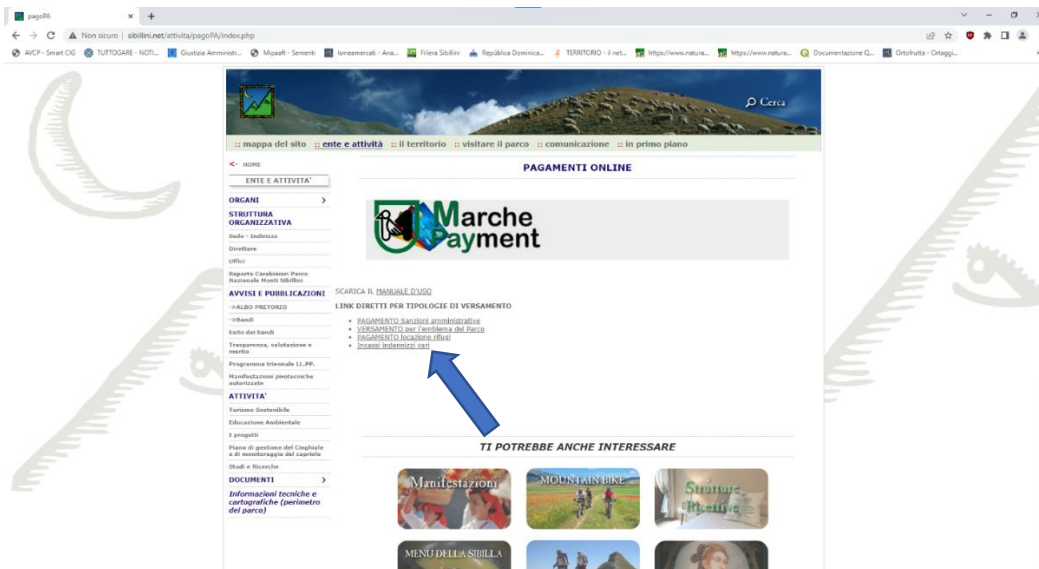 pagoPA
Non sicuro | sibillini.net/attivita/pagoPA/index.php
AVCP - Smart CIG
TUTTOGARE - NOTI...
Giustizia Amministr...
Mipaaft - Sementi
Ismeamercati - Ana...
Filiera Sibillini
República Dominica...
TERRITORIO - il net...
https://www.natura...
https://www.natura...
Documentazione Q...
Ortofrutta - Ortaggi...
Cerca
:: mappa del sito :: ente e attività :: il territorio :: visitare il parco :: comunicazione :: in primo piano
<- HOME
ENTE E ATTIVITA'
ORGANI >
STRUTTURA
ORGANIZZATIVA
Sede - Indirizzo
Direttore
Uffici
Reparto Carabinieri Parco
Nazionale Monti Sibillini
AVVISI E PUBBLICAZIONI
->ALBO PRETORIO
->Bandi
Esito dei bandi
Trasparenza, valutazione e
merito
Programma triennale LL.PP.
Manifestazioni pirotecniche
autorizzate
ATTIVITA'
Turismo Sostenibile
Educazione Ambientale
I progetti
Piano di gestione del Cinghiale
e di monitoraggio del capriolo
Studi e Ricerche
DOCUMENTI >
Informazioni tecniche e
cartografiche (perimetro
del parco)
PAGAMENTI ONLINE
Marche
Payment
SCARICA IL MANUALE D'USO
LINK DIRETTI PER TIPOLOGIE DI VERSAMENTO
• PAGAMENTO Sanzioni amministrative
• VERSAMENTO per l'emblema del Parco
• PAGAMENTO locazione rifugi
• Incassi indennizzi vari
TI POTREBBE ANCHE INTERESSARE
Manifestazioni
MOUNTAIN BIKE
Strutture
Ricettive
MENU DELLA SIBILLA